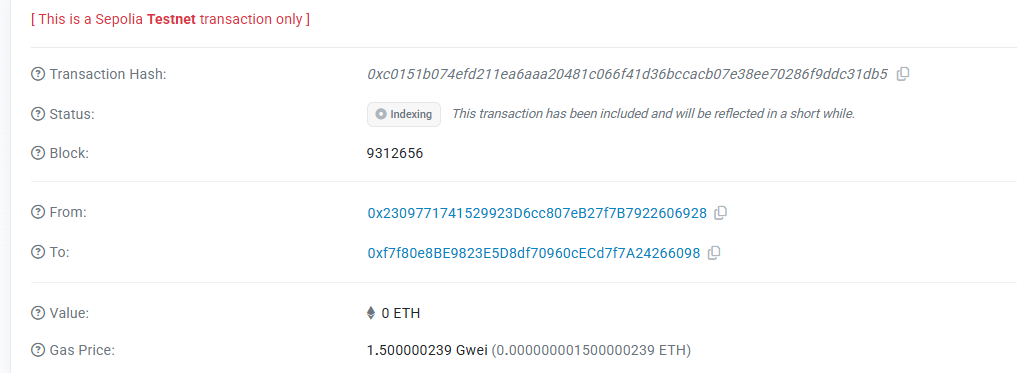 [ This is a Sepolia Testnet transaction only ]
Transaction Hash: 0xc0151b074efd211ea6aaa20481c066f41d36bccacb07e38ee70286f9ddc31db5
Status: Indexing This transaction has been included and will be reflected in a short while.
Block: 9312656
From: 0x2309771741529923D6cc807eB27f7B7922606928
To: 0xf7f80e8BE9823E5D8df70960cECd7f7A24266098
Value: 0 ETH
Gas Price: 1.500000239 Gwei (0.000000001500000239 ETH)